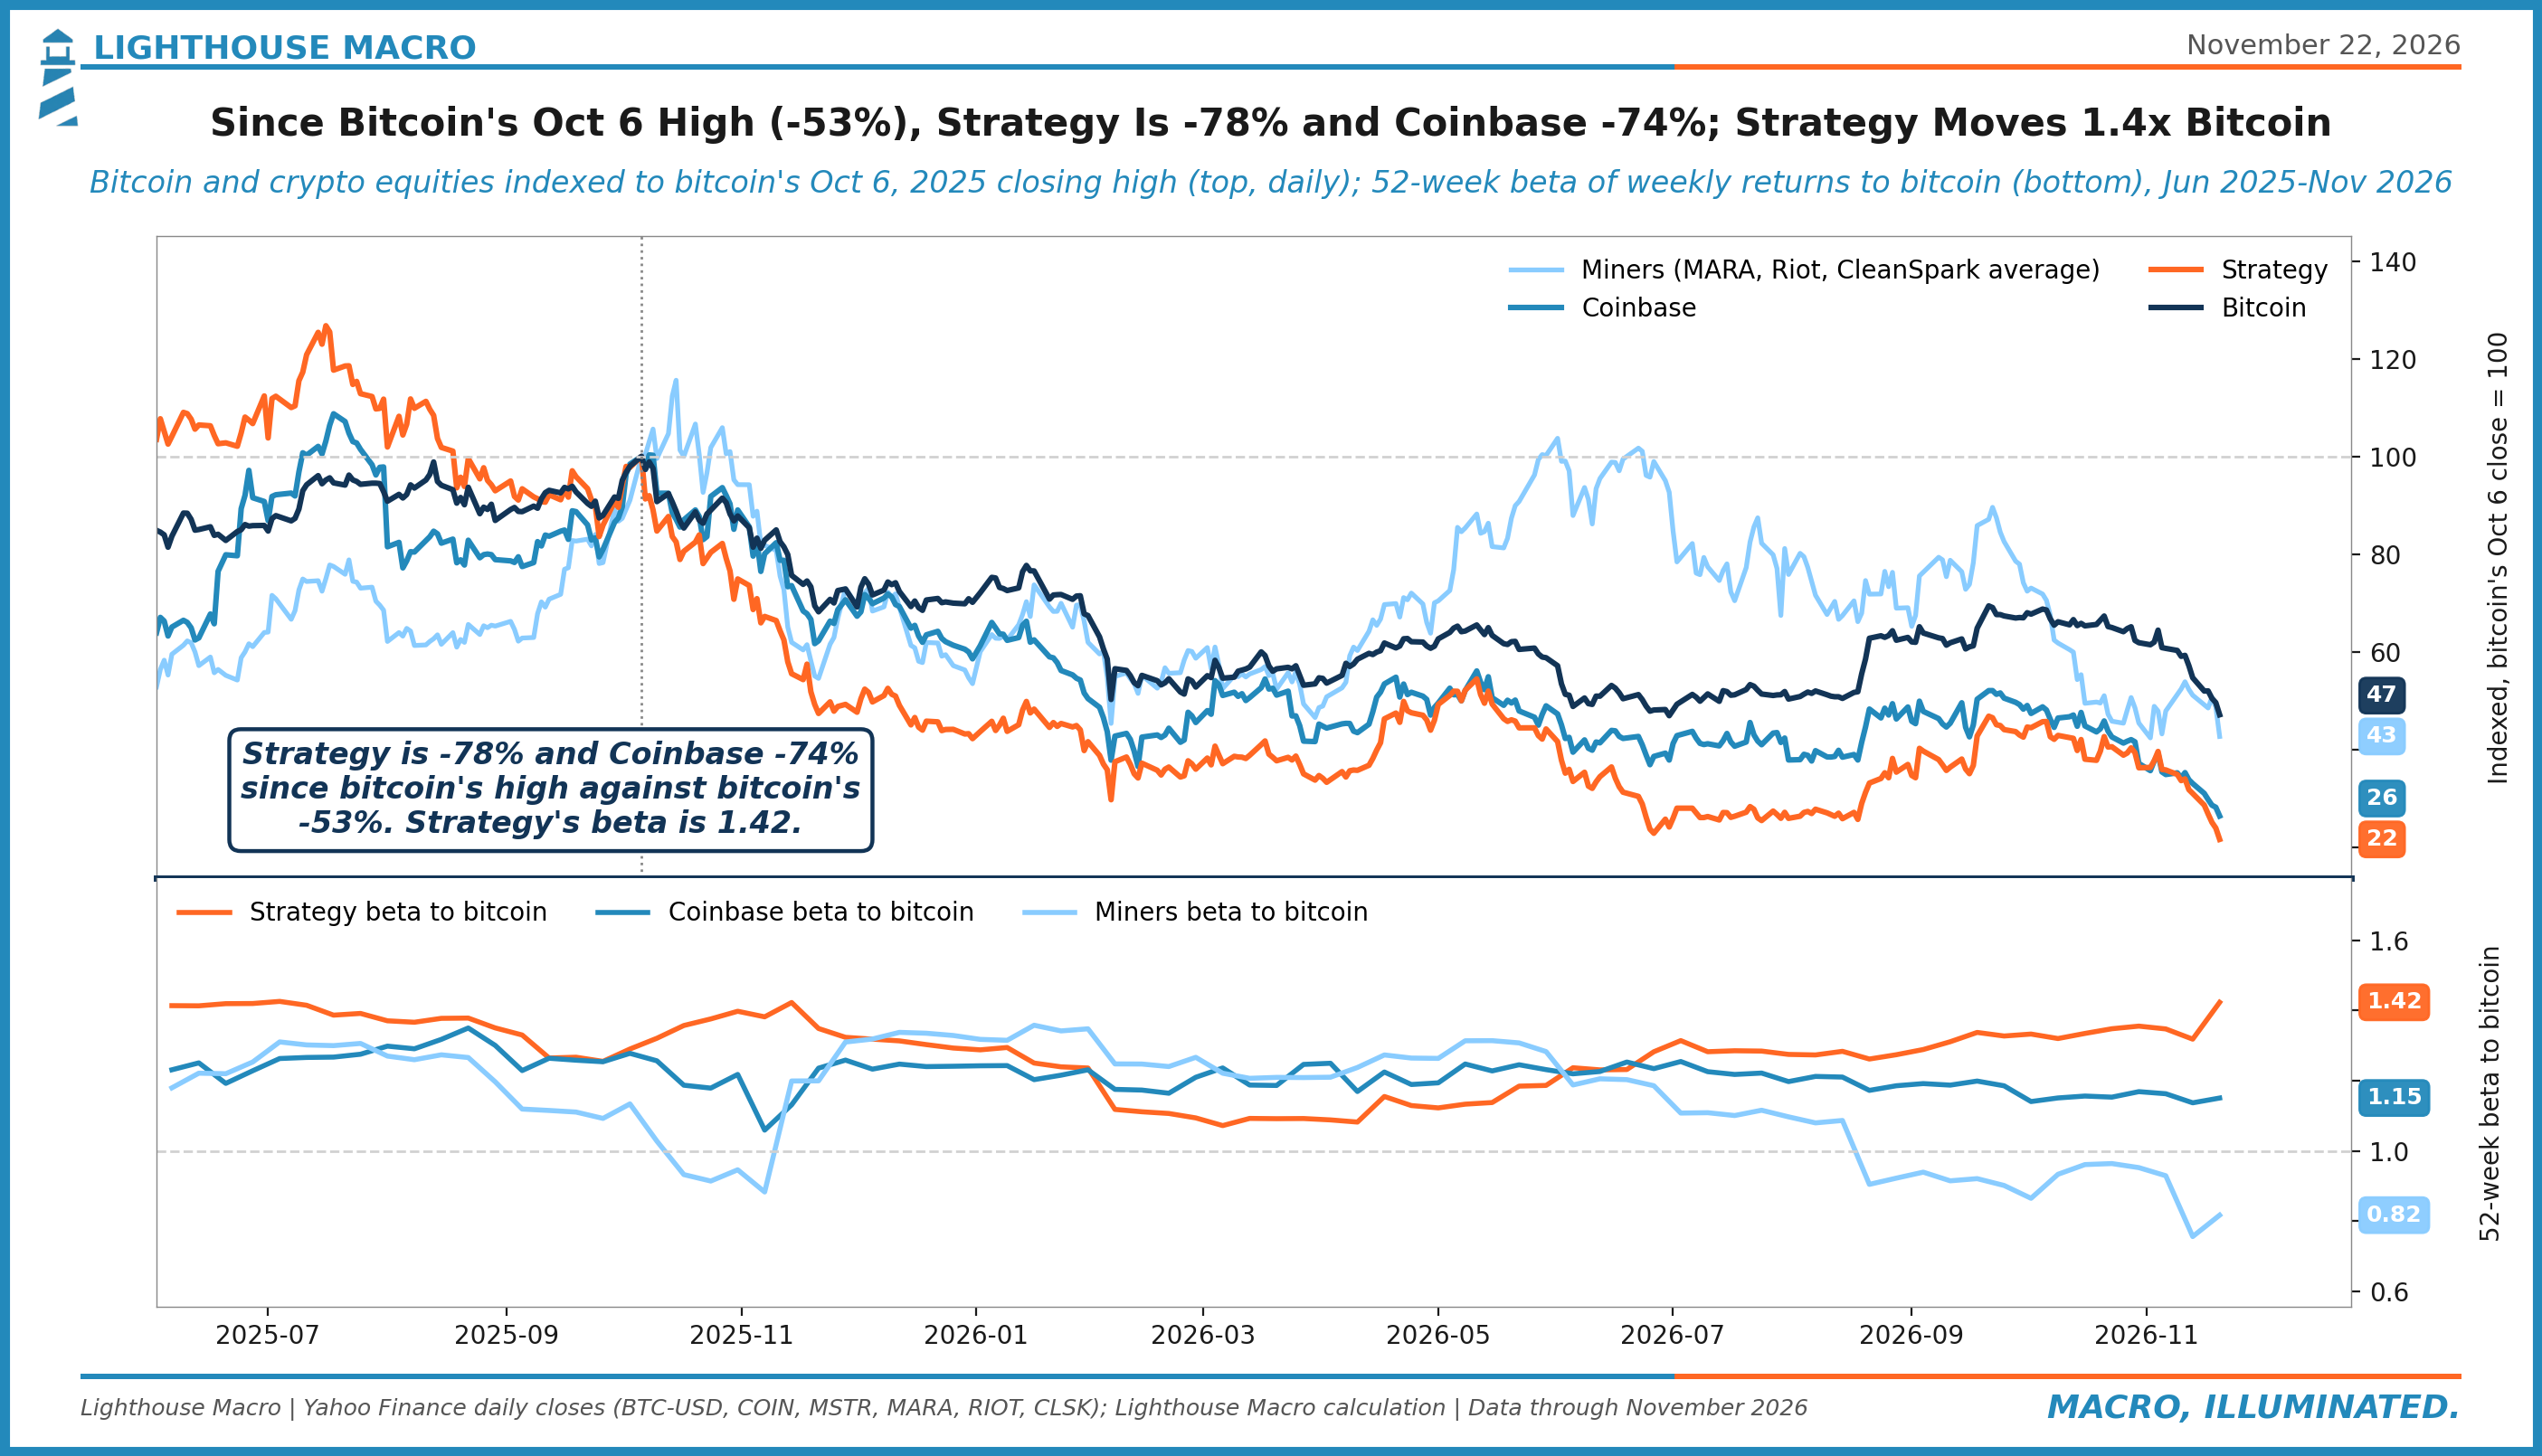 LIGHTHOUSE MACRO
November 22, 2026
Since Bitcoin's Oct 6 High (-53%), Strategy Is -78% and Coinbase -74%; Strategy Moves 1.4x Bitcoin
Bitcoin and crypto equities indexed to bitcoin's Oct 6, 2025 closing high (top, daily); 52-week beta of weekly returns to bitcoin (bottom), Jun 2025-Nov 2026
Miners (MARA, Riot, CleanSpark average)
Coinbase
Strategy
Bitcoin
140
120
100
80
60
47
43
26
22
Indexed, bitcoin's Oct 6 close = 100
Strategy is -78% and Coinbase -74%
since bitcoin's high against bitcoin's
-53%. Strategy's beta is 1.42.
Strategy beta to bitcoin
Coinbase beta to bitcoin
Miners beta to bitcoin
1.6
1.42
1.15
1.0
0.82
0.6
52-week beta to bitcoin
2025-07
2025-09
2025-11
2026-01
2026-03
2026-05
2026-07
2026-09
2026-11
Lighthouse Macro | Yahoo Finance daily closes (BTC-USD, COIN, MSTR, MARA, RIOT, CLSK); Lighthouse Macro calculation | Data through November 2026
MACRO, ILLUMINATED.